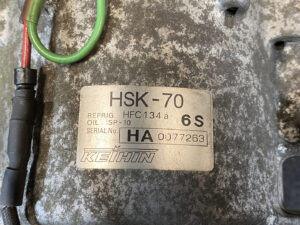 HSK-70
REFRIG HFC134a 6S
OIL SP-10
SERIAL No. HA 0077263
KEIHIN